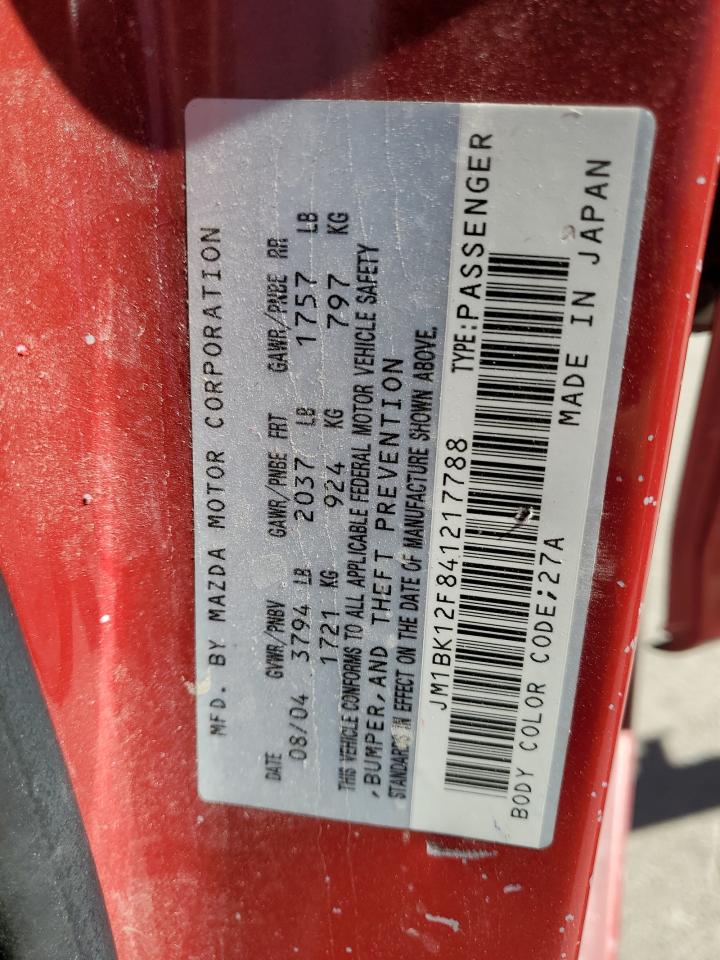 MFD. BY MAZDA MOTOR CORPORATION
DATE GVWR/PNBV GAWR/PNBE FRT GAWR/PNBE RR
08/04 3794 LB 2037 LB 1757 LB
1721 KG 924 KG 797 KG
THIS VEHICLE CONFORMS TO ALL APPLICABLE FEDERAL MOTOR VEHICLE SAFETY
,BUMPER,AND THEFT PREVENTION
STANDARDS IN EFFECT ON THE DATE OF MANUFACTURE SHOWN ABOVE.
JM1BK12F841217788 TYPE:PASSENGER
BODY COLOR CODE;27A MADE IN JAPAN